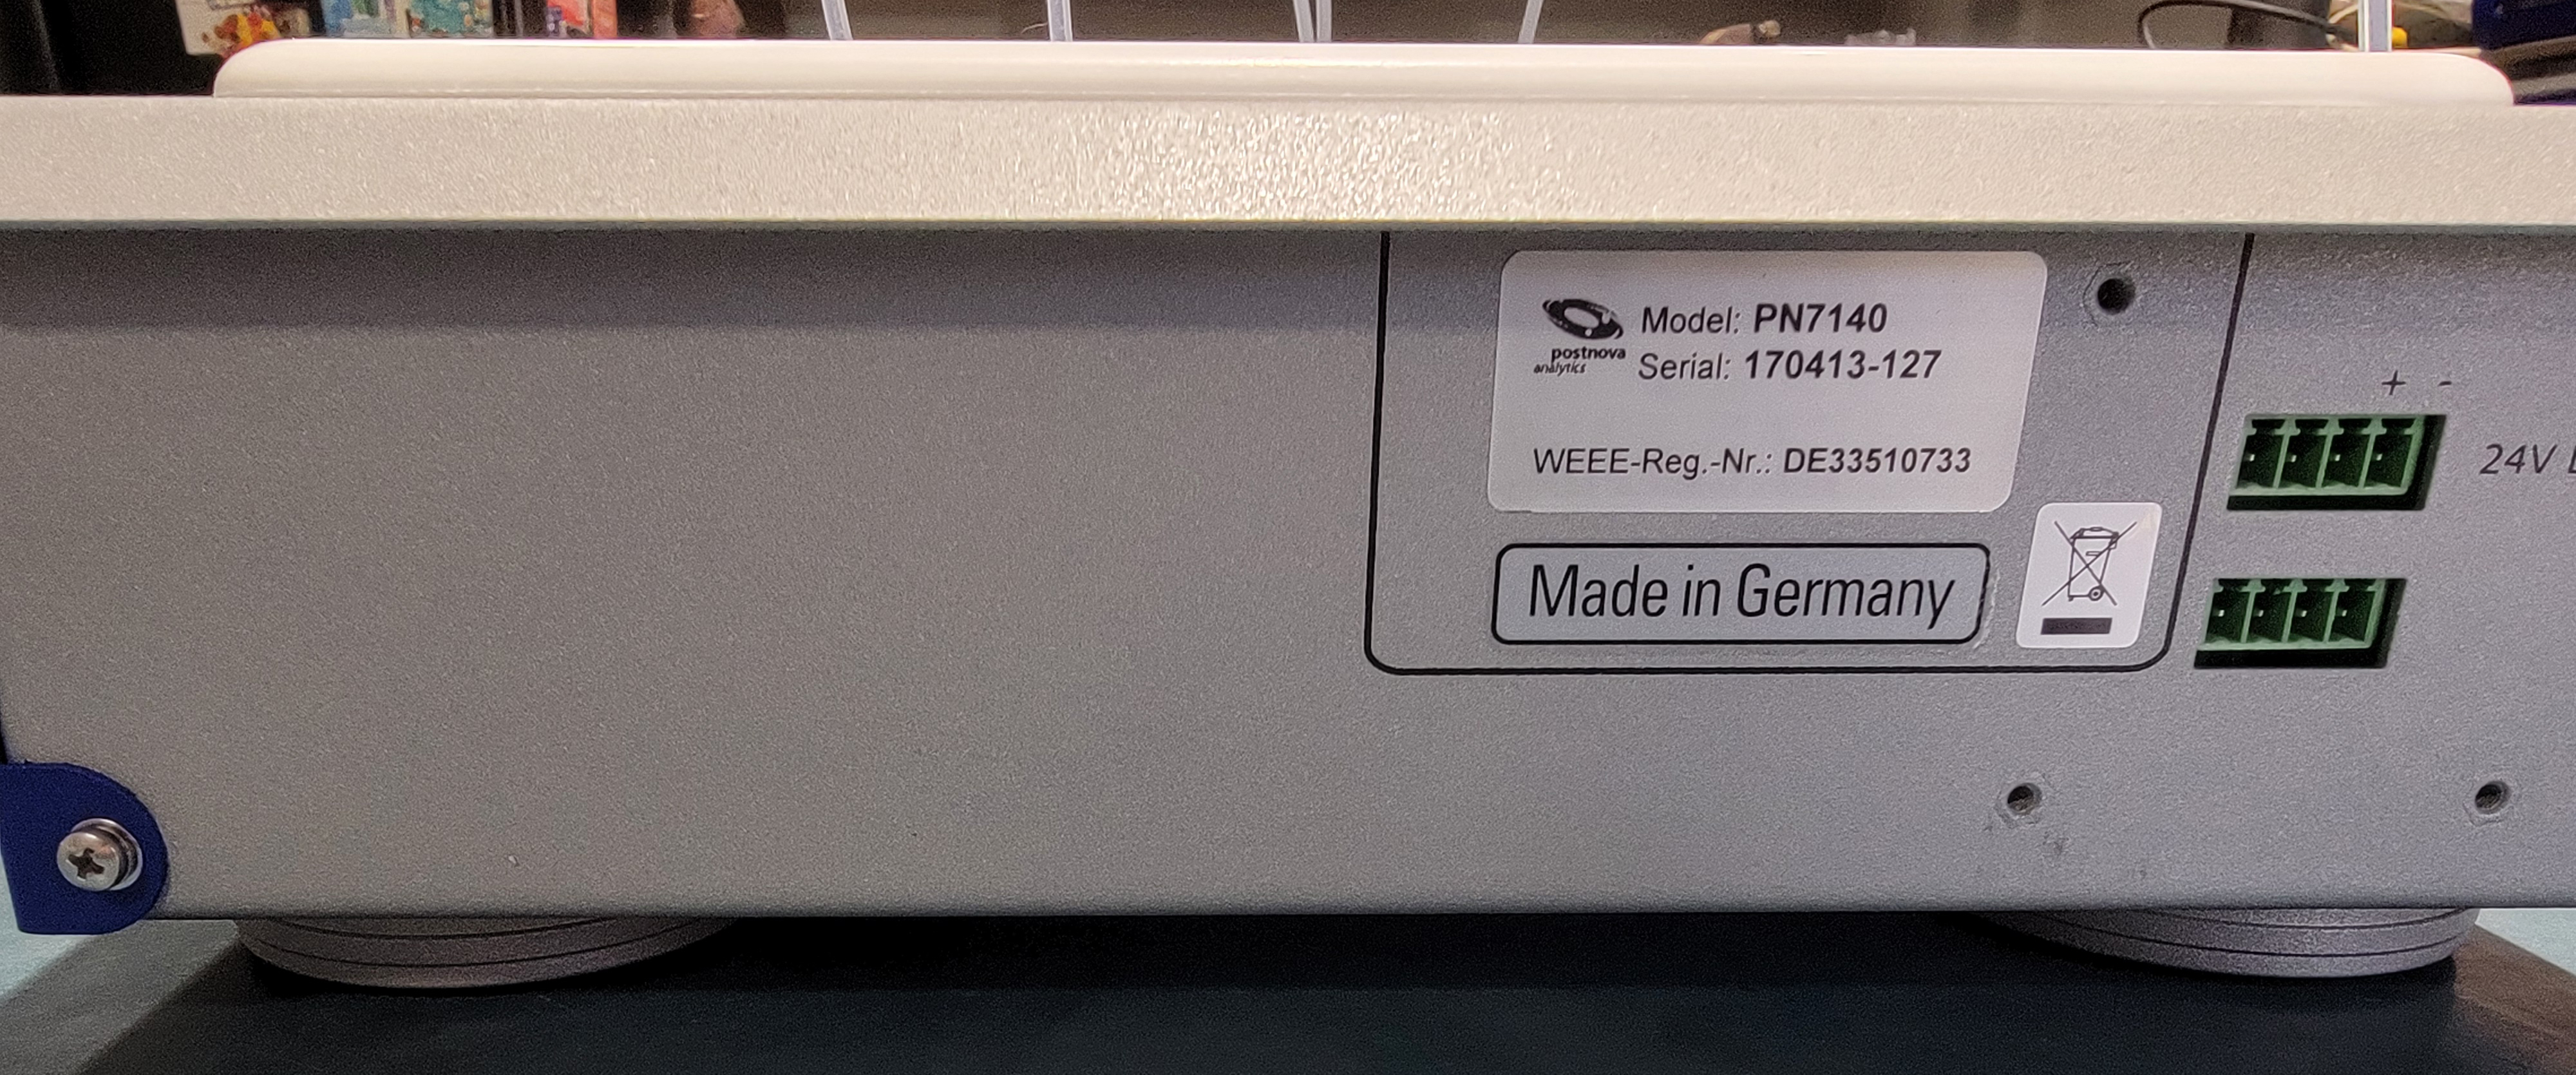 Model: PN7140
postnova
analytics
Serial: 170413-127
WEEE-Reg.-Nr.: DE33510733
Made in Germany
+ -
24V